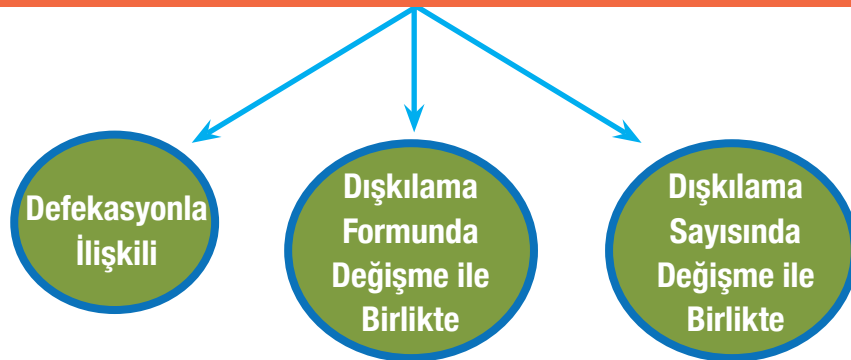 Defekasyonla
İlişkili
Dışkılama
Formunda
Değişme ile
Birlikte
Dışkılama
Sayısında
Değişme ile
Birlikte